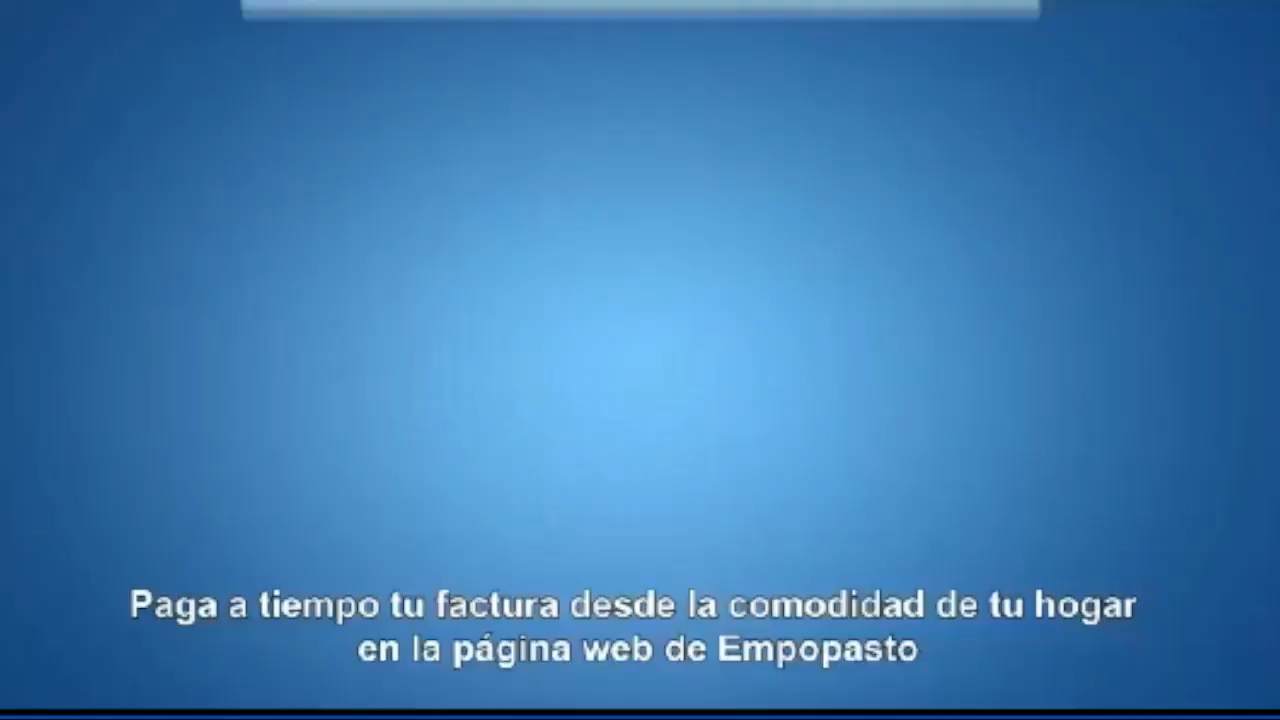 Paga a tiempo tu factura desde la comodidad de tu hogar
en la página web de Empopasto